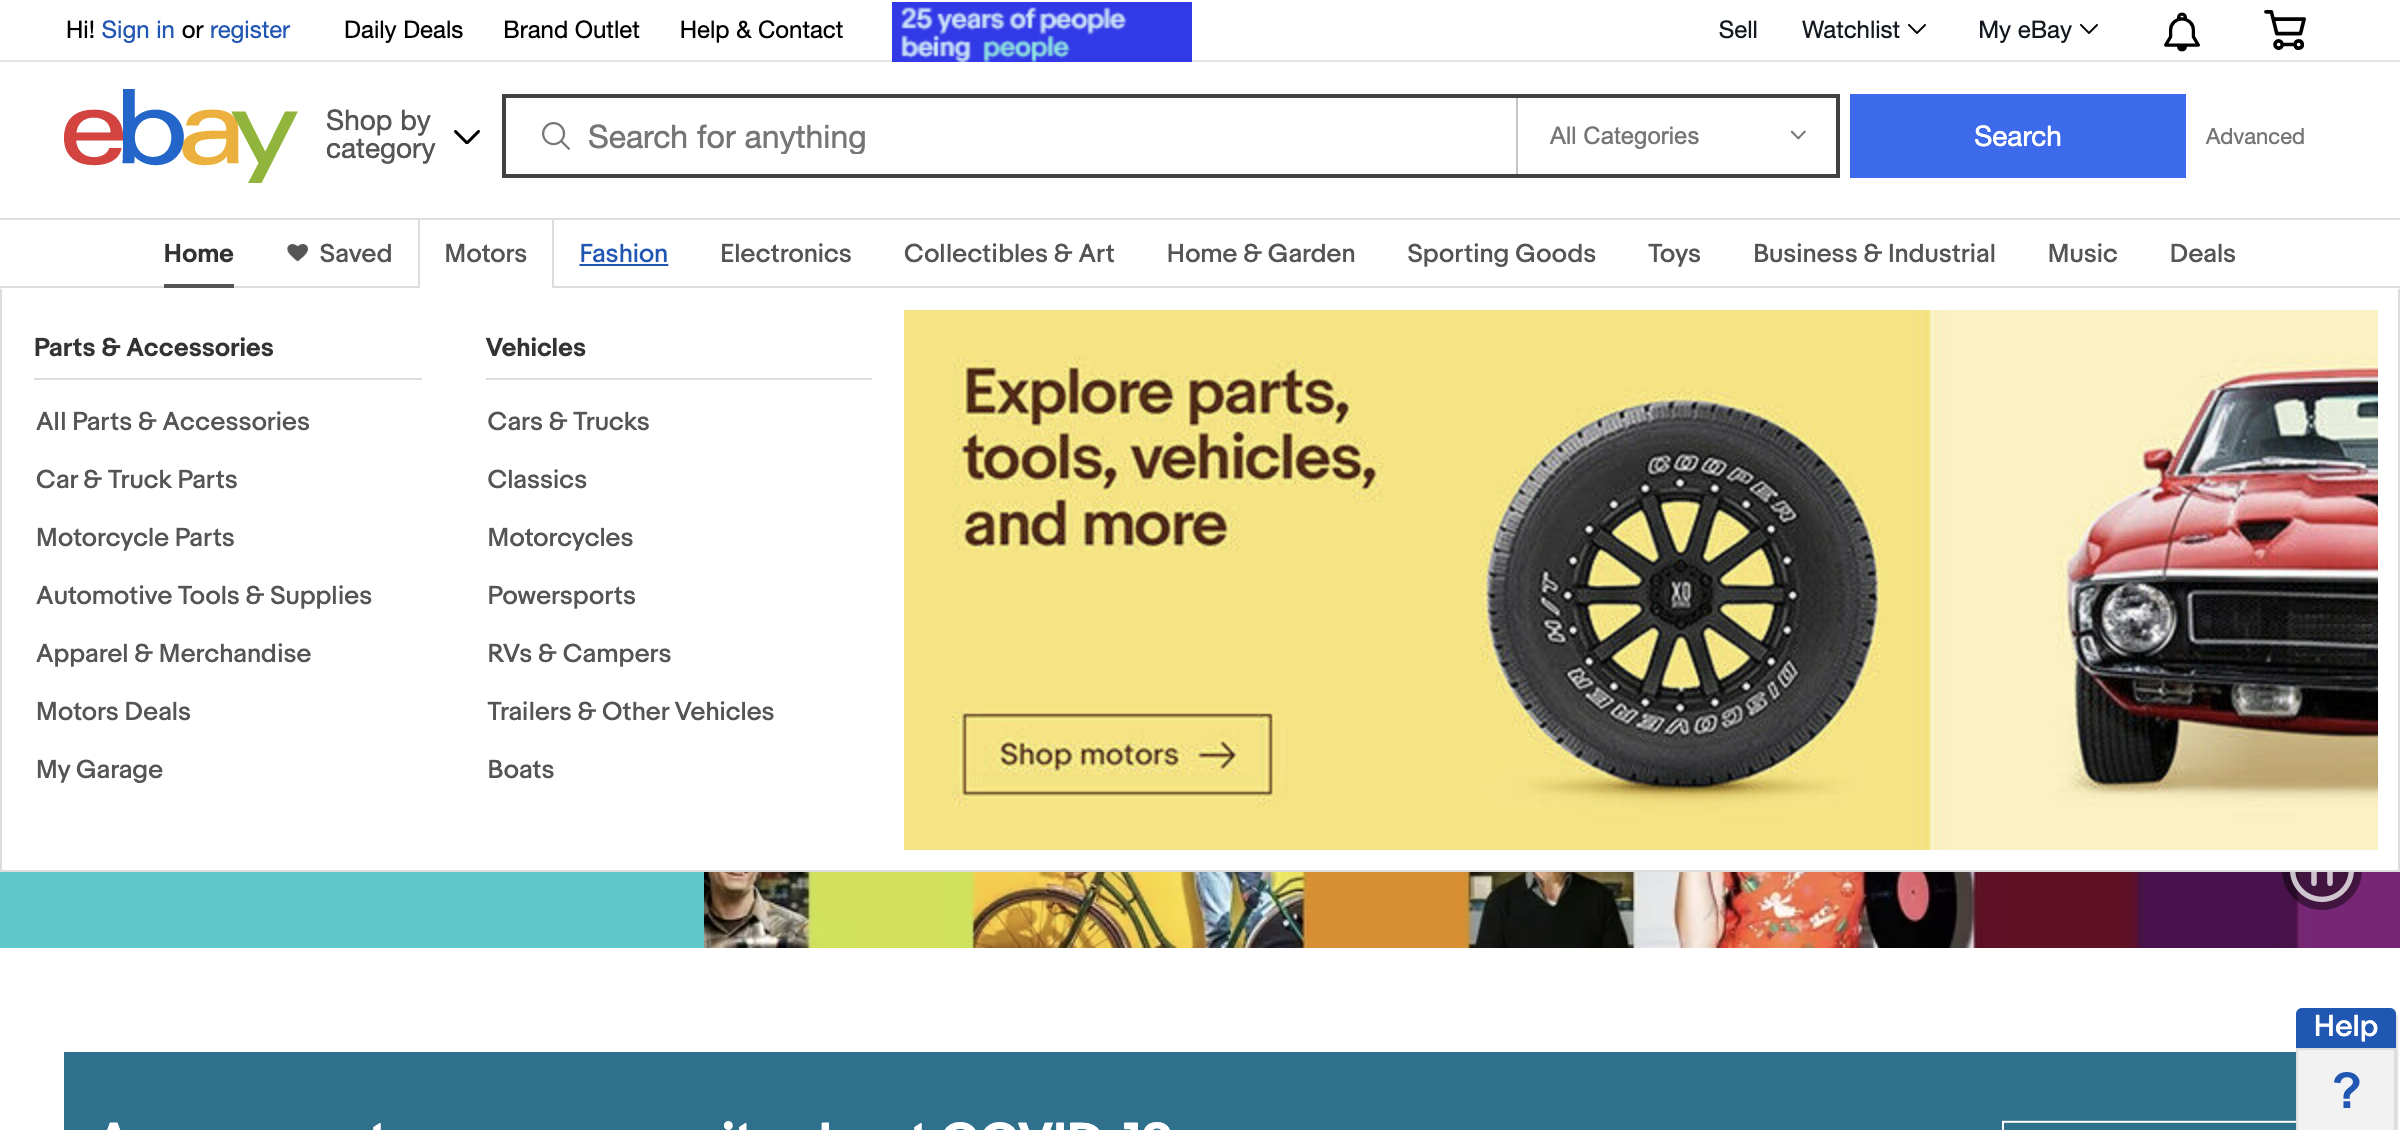 Hi! Sign in or register
Daily Deals
Brand Outlet
Help & Contact
25 years of people
being people
Sell
Watchlist
My eBay
ebay
Shop by
category
Search for anything
All Categories
Search
Advanced
Home
Saved
Motors
Fashion
Electronics
Collectibles & Art
Home & Garden
Sporting Goods
Toys
Business & Industrial
Music
Deals
Parts & Accessories
All Parts & Accessories
Car & Truck Parts
Motorcycle Parts
Automotive Tools & Supplies
Apparel & Merchandise
Motors Deals
My Garage
Vehicles
Cars & Trucks
Classics
Motorcycles
Powersports
RVs & Campers
Trailers & Other Vehicles
Boats
Explore parts,
tools, vehicles,
and more
Shop motors
COOPER
DISCOVERER
XD
Help
?
COVID-19